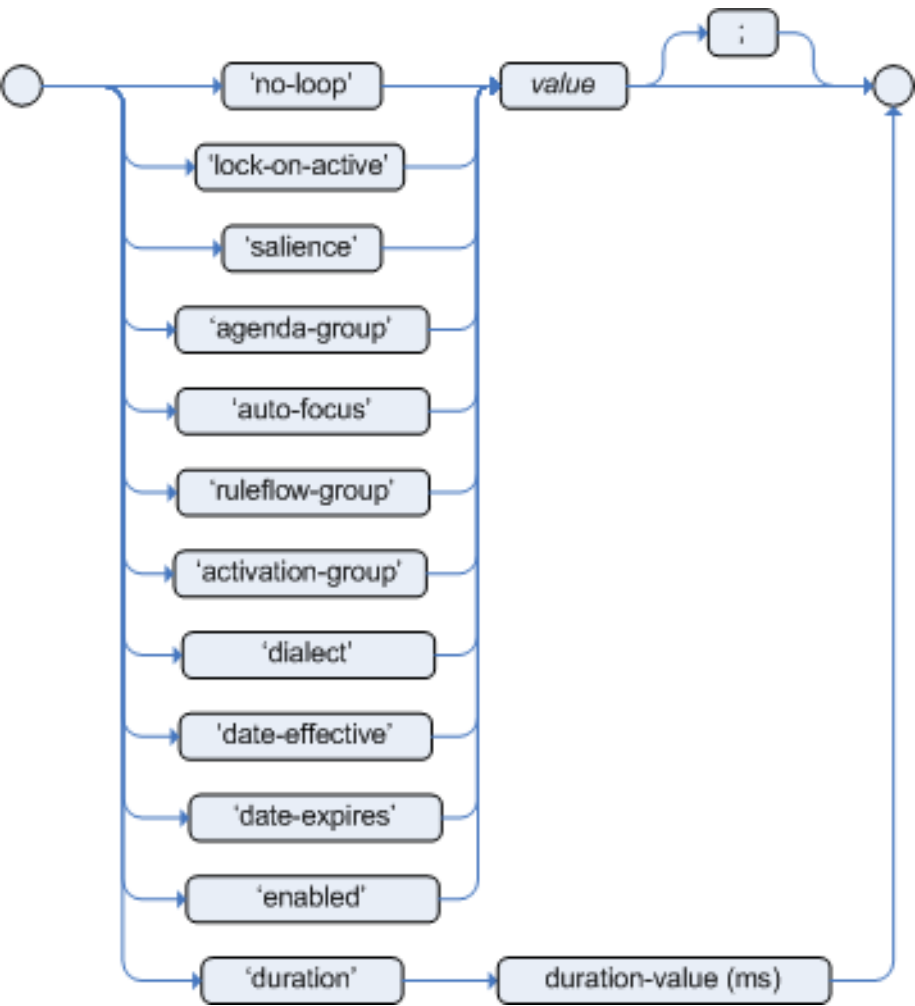 ;
‘no-loop’ value
‘lock-on-active’
‘salience’
‘agenda-group’
‘auto-focus’
‘ruleflow-group’
‘activation-group’
‘dialect’
‘date-effective’
‘date-expires’
‘enabled’
‘duration’ duration-value (ms)